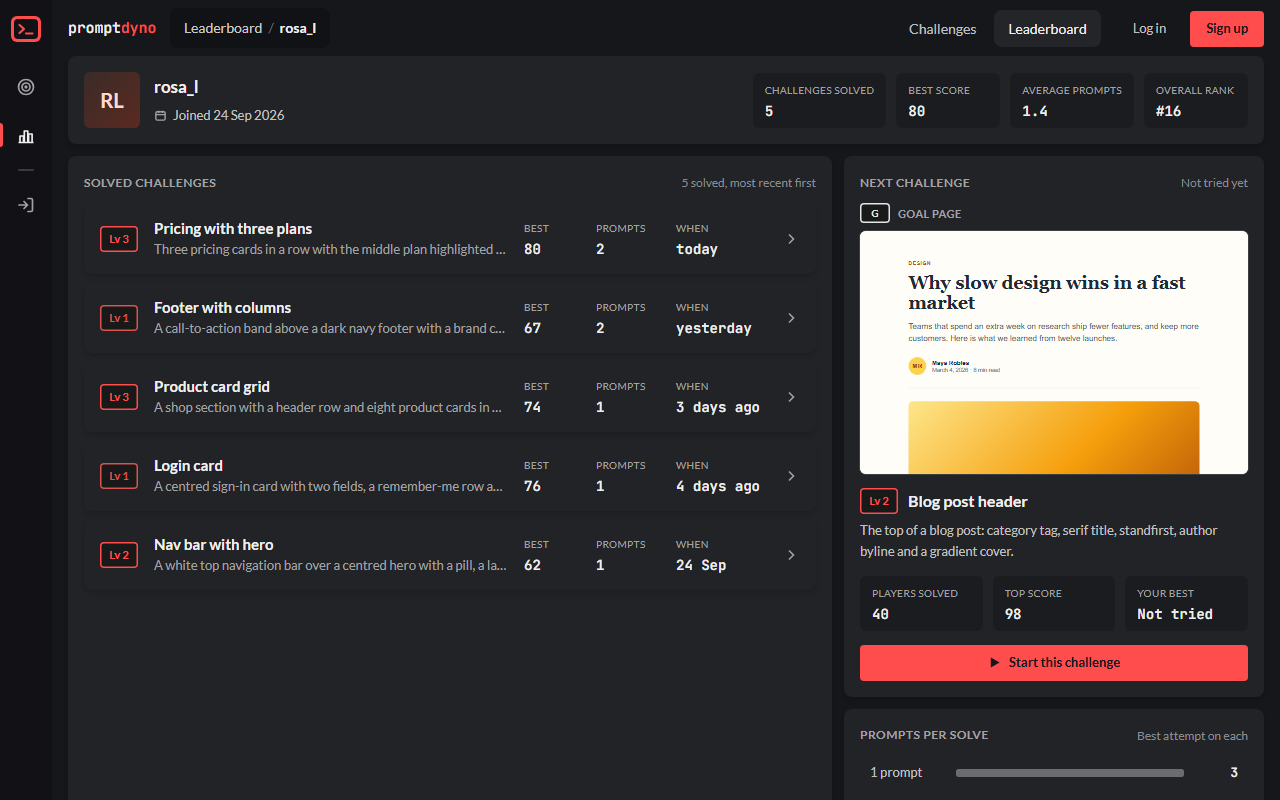 promptdyno
Leaderboard / rosa_l
Challenges
Leaderboard
Log in
Sign up
RL
rosa_l
Joined 24 Sep 2026
CHALLENGES SOLVED
5
BEST SCORE
80
AVERAGE PROMPTS
1.4
OVERALL RANK
#16
SOLVED CHALLENGES
5 solved, most recent first
Lv 3
Pricing with three plans
Three pricing cards in a row with the middle plan highlighted ...
BEST
80
PROMPTS
2
WHEN
today
Lv 1
Footer with columns
A call-to-action band above a dark navy footer with a brand c...
BEST
67
PROMPTS
2
WHEN
yesterday
Lv 3
Product card grid
A shop section with a header row and eight product cards in ...
BEST
74
PROMPTS
1
WHEN
3 days ago
Lv 1
Login card
A centred sign-in card with two fields, a remember-me row a...
BEST
76
PROMPTS
1
WHEN
4 days ago
Lv 2
Nav bar with hero
A white top navigation bar over a centred hero with a pill, a la...
BEST
62
PROMPTS
1
WHEN
24 Sep
NEXT CHALLENGE
Not tried yet
G
GOAL PAGE
DESIGN
Why slow design wins in a fast
market
Teams that spend an extra week on research ship fewer features, and keep more
customers. Here is what we learned from twelve launches.
MR
Maya Robles
March 4, 2026 · 8 min read
Lv 2
Blog post header
The top of a blog post: category tag, serif title, standfirst, author
byline and a gradient cover.
PLAYERS SOLVED
40
TOP SCORE
98
YOUR BEST
Not tried
Start this challenge
PROMPTS PER SOLVE
Best attempt on each
1 prompt
3